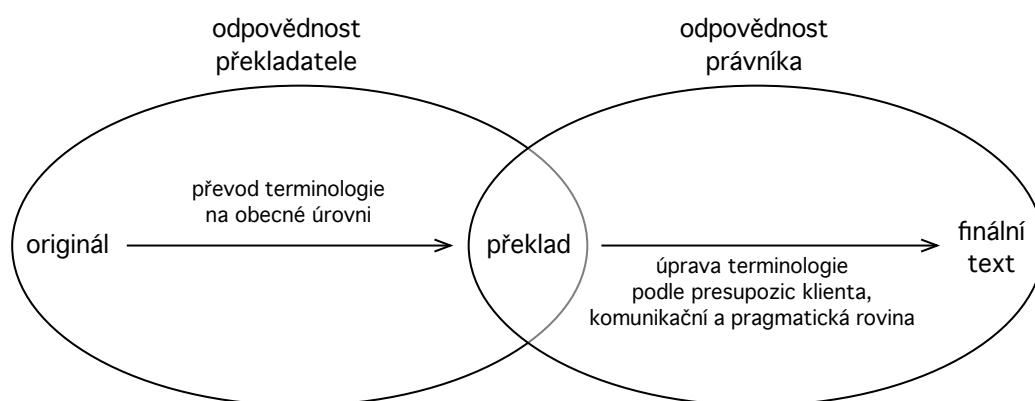 odpovědnost
překladatele
odpovědnost
právníka
převod terminologie
na obecné úrovni
originál
překlad
finální
text
úprava terminologie
podle presupozic klienta,
komunikační a pragmatická rovina